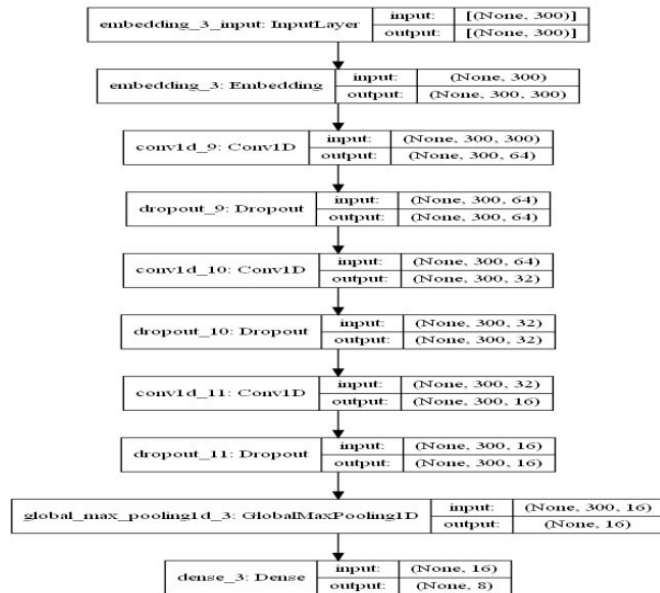 embedding_3_input: InputLayer input: [(None, 300)]
output: [(None, 300)]
embedding_3: Embedding input: (None, 300)
output: (None, 300, 300)
conv1d_9: Conv1D input: (None, 300, 300)
output: (None, 300, 64)
dropout_9: Dropout input: (None, 300, 64)
output: (None, 300, 64)
conv1d_10: Conv1D input: (None, 300, 64)
output: (None, 300, 32)
dropout_10: Dropout input: (None, 300, 32)
output: (None, 300, 32)
conv1d_11: Conv1D input: (None, 300, 32)
output: (None, 300, 16)
dropout_11: Dropout input: (None, 300, 16)
output: (None, 300, 16)
global_max_pooling1d_3: GlobalMaxPooling1D input: (None, 300, 16)
output: (None, 16)
dense_3: Dense input: (None, 16)
output: (None, 8)